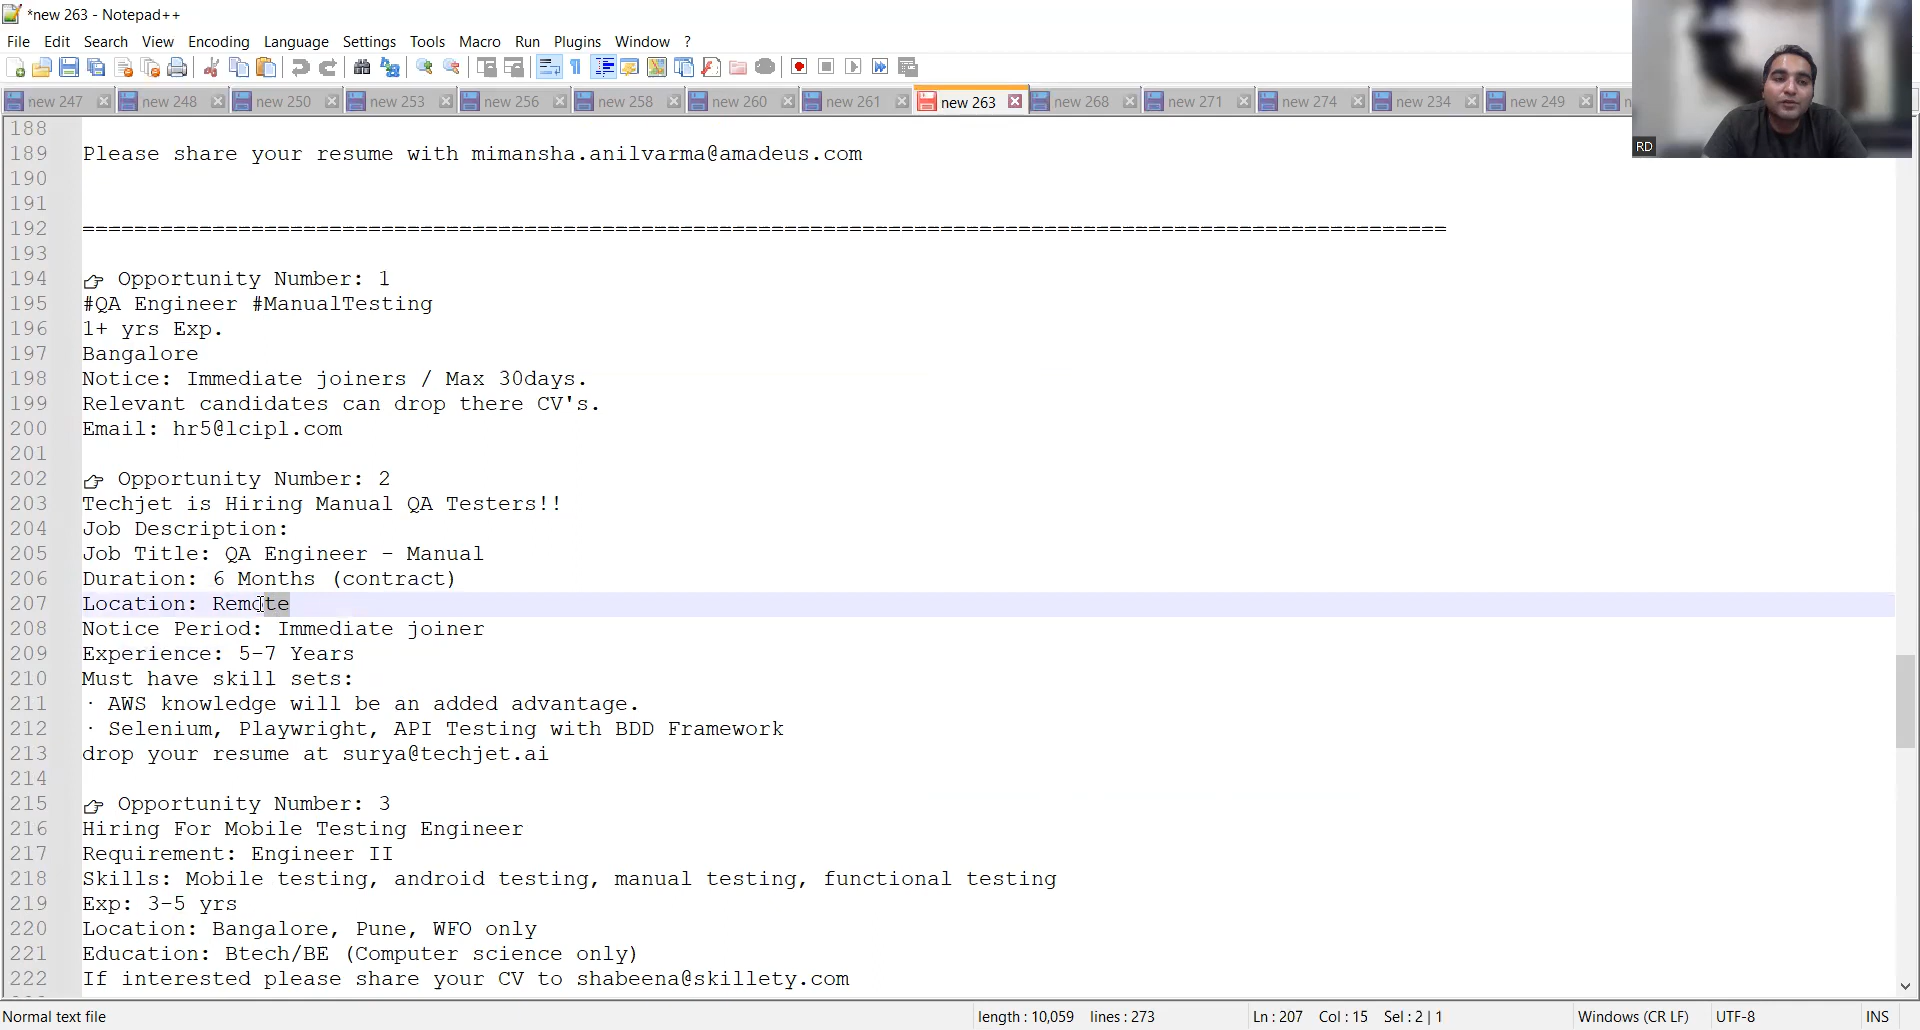 *new 263 - Notepad++
File Edit Search View Encoding Language Settings Tools Macro Run Plugins Window ?
new 247 new 248 new 250 new 253 new 256 new 258 new 260 new 261 new 263 new 268 new 271 new 274 new 234 new 249
RD
188
189 Please share your resume with mimansha.anilvarma@amadeus.com
190
191
192 =========================================================================================================
193
194 👉 Opportunity Number: 1
195 #QA Engineer #ManualTesting
196 1+ yrs Exp.
197 Bangalore
198 Notice: Immediate joiners / Max 30days.
199 Relevant candidates can drop there CV's.
200 Email: hr5@lcipl.com
201
202 👉 Opportunity Number: 2
203 Techjet is Hiring Manual QA Testers!!
204 Job Description:
205 Job Title: QA Engineer - Manual
206 Duration: 6 Months (contract)
207 Location: Remote
208 Notice Period: Immediate joiner
209 Experience: 5-7 Years
210 Must have skill sets:
211 · AWS knowledge will be an added advantage.
212 · Selenium, Playwright, API Testing with BDD Framework
213 drop your resume at surya@techjet.ai
214
215 👉 Opportunity Number: 3
216 Hiring For Mobile Testing Engineer
217 Requirement: Engineer II
218 Skills: Mobile testing, android testing, manual testing, functional testing
219 Exp: 3-5 yrs
220 Location: Bangalore, Pune, WFO only
221 Education: Btech/BE (Computer science only)
222 If interested please share your CV to shabeena@skillety.com
Normal text file length : 10,059 lines : 273 Ln : 207 Col : 15 Sel : 2 | 1 Windows (CR LF) UTF-8 INS